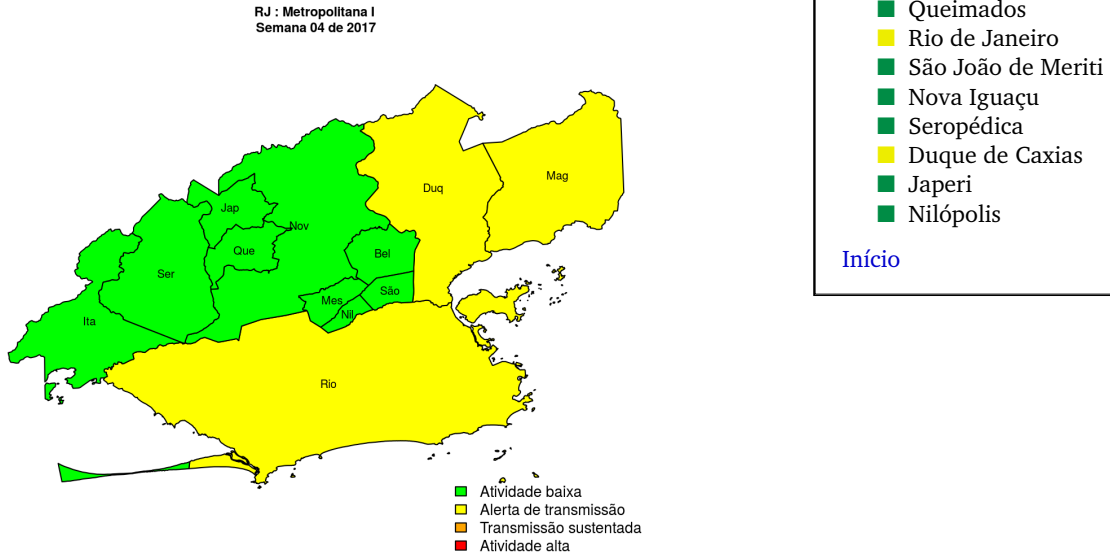 RJ : Metropolitana I
Semana 04 de 2017
Mag
Duq
Jap
Nov
Que
Bel
Ser
São
Mes
Nil
Ita
Rio
Atividade baixa
Alerta de transmissão
Transmissão sustentada
Atividade alta
Queimados
Rio de Janeiro
São João de Meriti
Nova Iguaçu
Seropédica
Duque de Caxias
Japeri
Nilópolis
Início